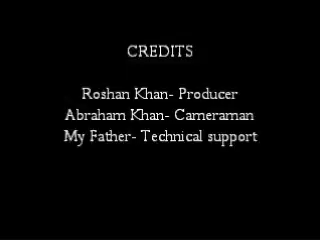 CREDITS
Roshan Khan- Producer
Abraham Khan- Cameraman
My Father- Technical support